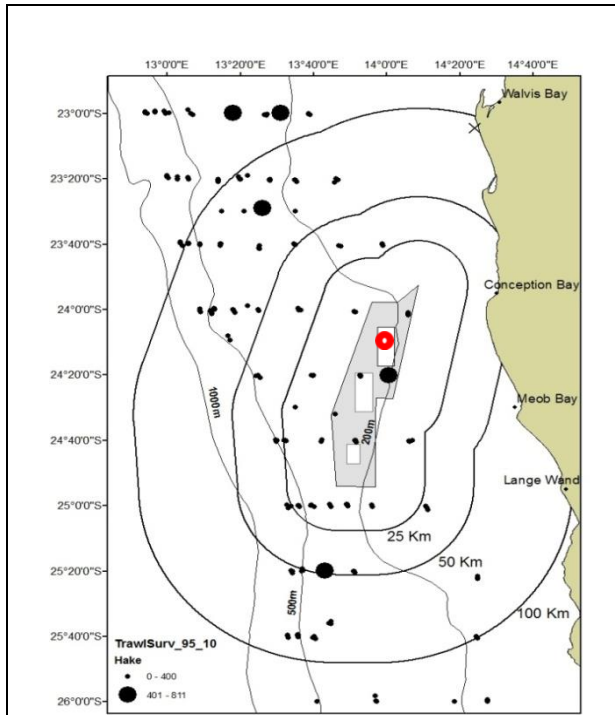 13°0'0"E 13°20'0"E 13°40'0"E 14°0'0"E 14°20'0"E 14°40'0"E
Walvis Bay
23°0'0"S
23°20'0"S
23°40'0"S
Conception Bay
24°0'0"S
1000m
24°20'0"S
Meob Bay
200m
24°40'0"S
Lange Wand
25°0'0"S
25 Km
50 Km
25°20'0"S
500m
100 Km
25°40'0"S
TrawlSurv_95_10
Hake
0 - 400
401 - 811
26°0'0"S